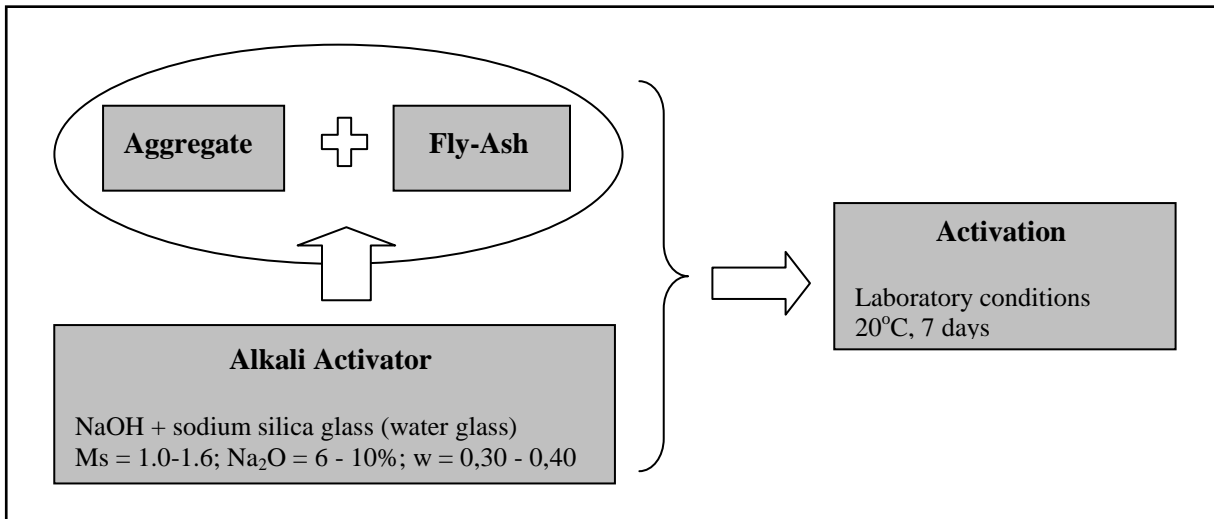 Aggregate
Fly-Ash
Alkali Activator
NaOH + sodium silica glass (water glass)
Ms = 1.0-1.6; Na₂O = 6 - 10%; w = 0,30 - 0,40
Activation
Laboratory conditions
20°C, 7 days